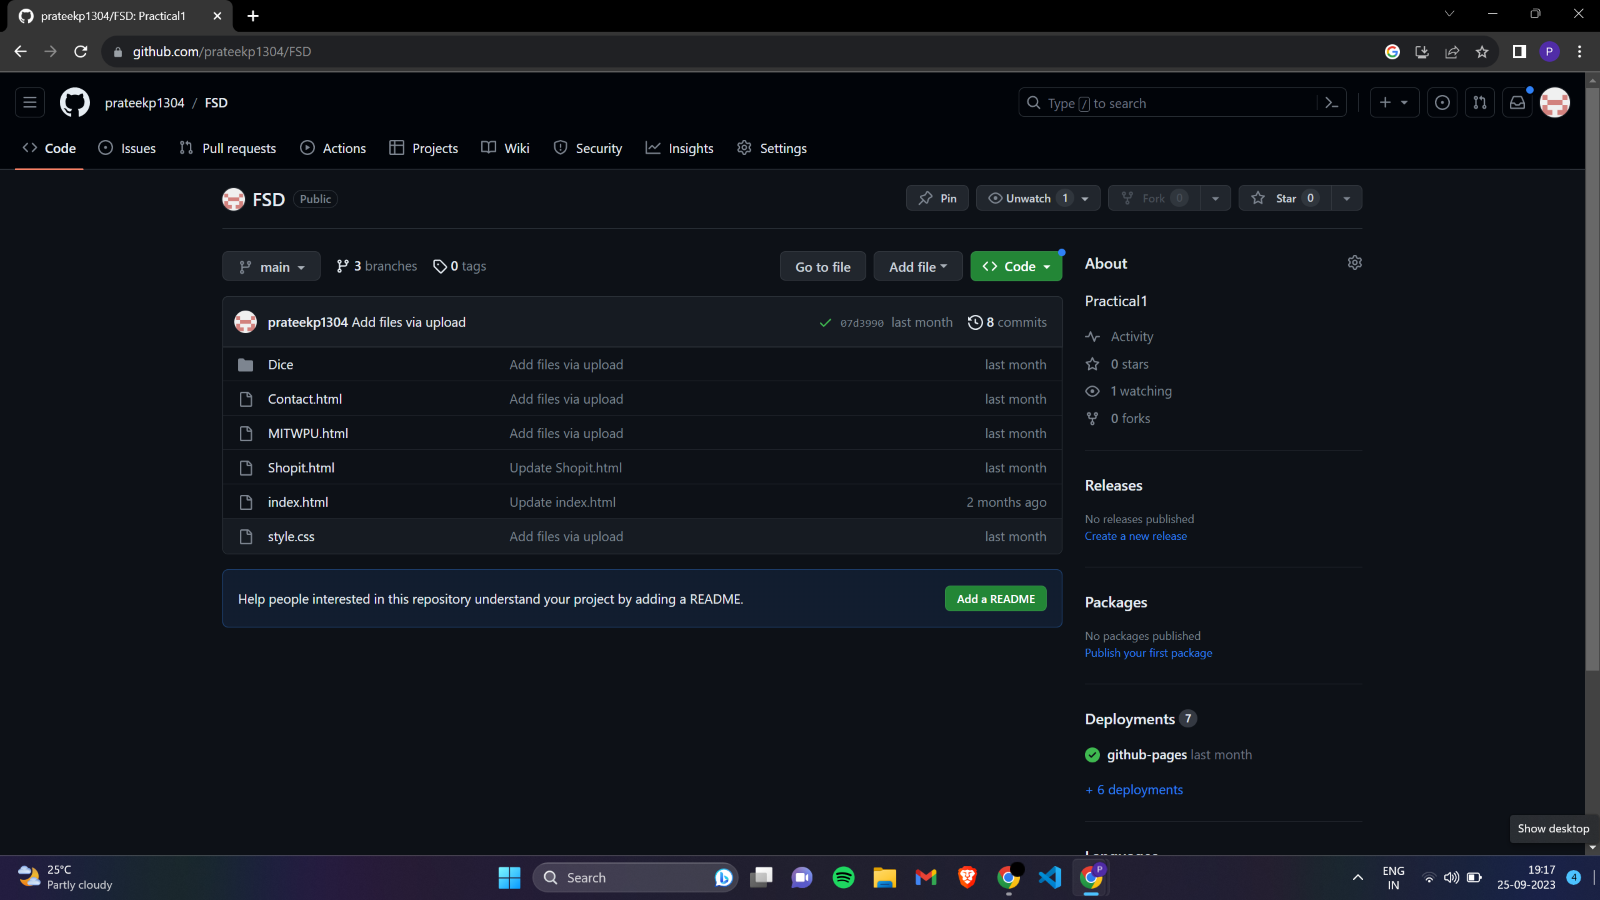 prateekp1304/FSD: Practical1
github.com/prateekp1304/FSD
P
prateekp1304 / FSD
Type / to search
Code Issues Pull requests Actions Projects Wiki Security Insights Settings
FSD Public
Pin Unwatch 1 Fork 0 Star 0
main 3 branches 0 tags Go to file Add file Code
prateekp1304 Add files via upload 07d3990 last month 8 commits
Dice Add files via upload last month
Contact.html Add files via upload last month
MITWPU.html Add files via upload last month
Shopit.html Update Shopit.html last month
index.html Update index.html 2 months ago
style.css Add files via upload last month
Help people interested in this repository understand your project by adding a README. Add a README
About
Practical1
Activity
0 stars
1 watching
0 forks
Releases
No releases published
Create a new release
Packages
No packages published
Publish your first package
Deployments 7
github-pages last month
+ 6 deployments
Languages
Show desktop
25°C
Partly cloudy
Search
P
ENG
IN
19:17
25-09-2023
4